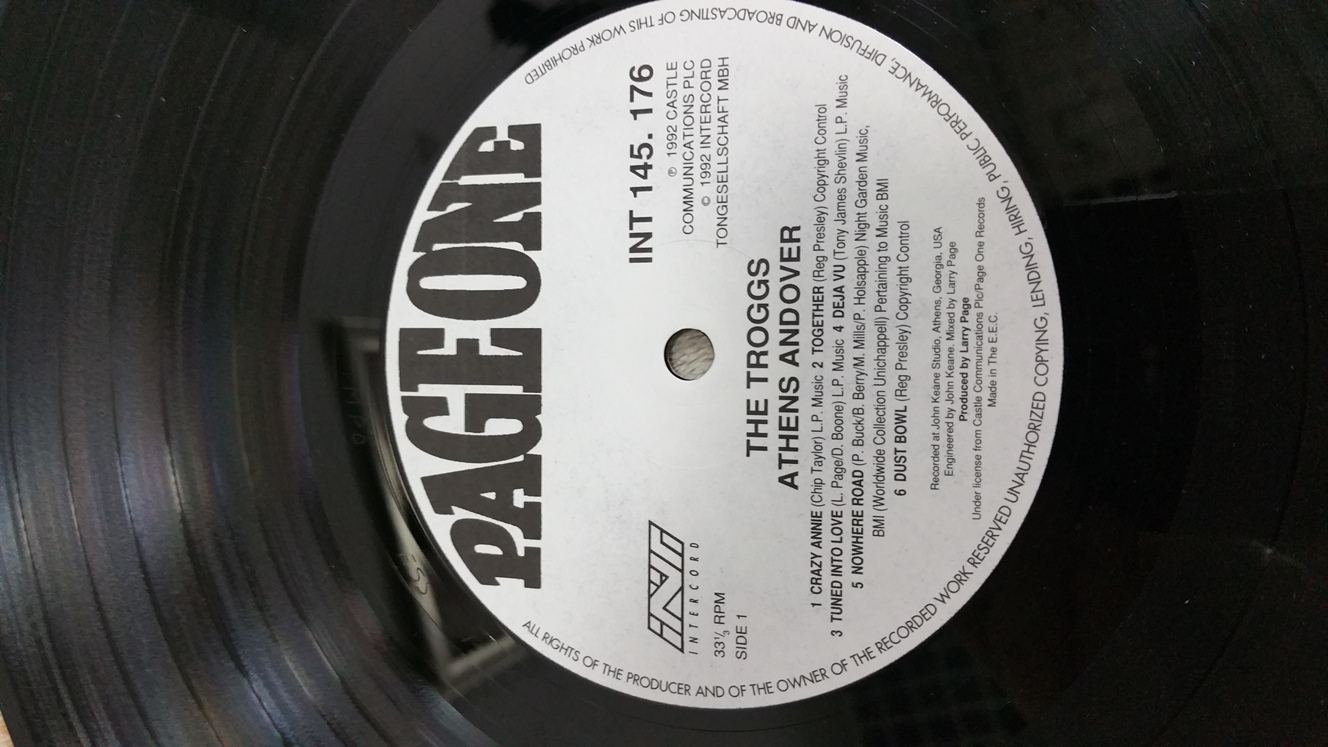 PAGE ONE
INT 145. 176
℗ 1992 CASTLE
COMMUNICATIONS PLC
© 1992 INTERCORD
TONGESELLSCHAFT MBH
INT
INTERCORD
33⅓ RPM
SIDE 1
THE TROGGS
ATHENS ANDOVER
1 CRAZY ANNIE (Chip Taylor) L.P. Music 2 TOGETHER (Reg Presley) Copyright Control
3 TUNED INTO LOVE (L. Page/D. Boone) L.P. Music 4 DEJA VU (Tony James Shevlin) L.P. Music
5 NOWHERE ROAD (P. Buck/B. Berry/M. Mills/P. Holsapple) Night Garden Music,
BMI (Worldwide Collection Unichappell) Pertaining to Music BMI
6 DUST BOWL (Reg Presley) Copyright Control
Recorded at John Keane Studio, Athens, Georgia, USA
Engineered by John Keane. Mixed by Larry Page
Produced by Larry Page
Under license from Castle Communications Plc/Page One Records
Made in The E.E.C.
ALL RIGHTS OF THE PRODUCER AND OF THE OWNER OF THE RECORDED WORK RESERVED UNAUTHORIZED COPYING, LENDING, HIRING, PUBLIC PERFORMANCE, DIFFUSION AND BROADCASTING OF THIS WORK PROHIBITED